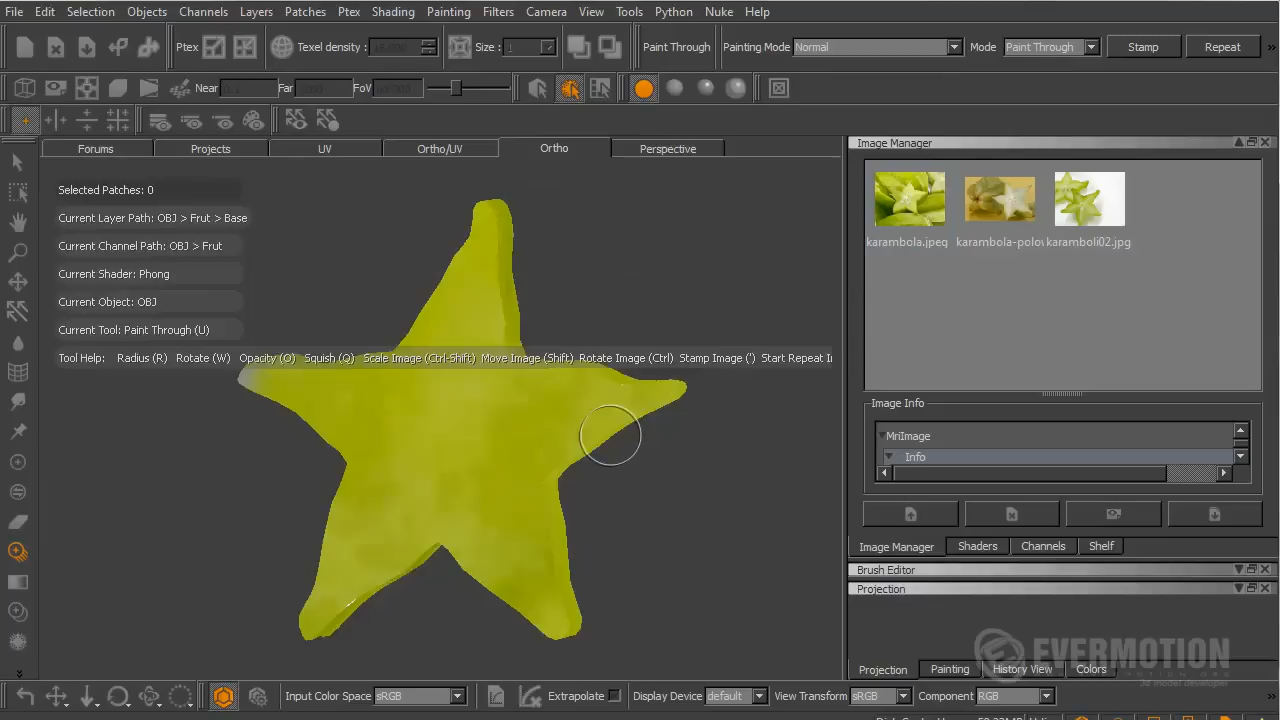 File Edit Selection Objects Channels Layers Patches Ptex Shading Painting Filters Camera View Tools Python Nuke Help
Ptex Texel density: Size : 1 Paint Through Painting Mode Normal Mode Paint Through Stamp Repeat
Near Far FoV
Forums Projects UV Ortho/UV Ortho Perspective
Selected Patches: 0
Current Layer Path: OBJ > Frut > Base
Current Channel Path: OBJ > Frut
Current Shader: Phong
Current Object: OBJ
Current Tool: Paint Through (U)
Tool Help: Radius (R) Rotate (W) Opacity (O) Squish (Q) Scale Image (Ctrl-Shift) Move Image (Shift) Rotate Image (Ctrl) Stamp Image (') Start Repeat
Image Manager
karambola.jpeg karambola-polo karamboli02.jpg
Image Info
MriImage
Info
Image Manager Shaders Channels Shelf
Brush Editor
Projection
EVERMOTION
3d model developer
Projection Painting History View Colors
Input Color Space sRGB Extrapolate Display Device default View Transform sRGB Component RGB